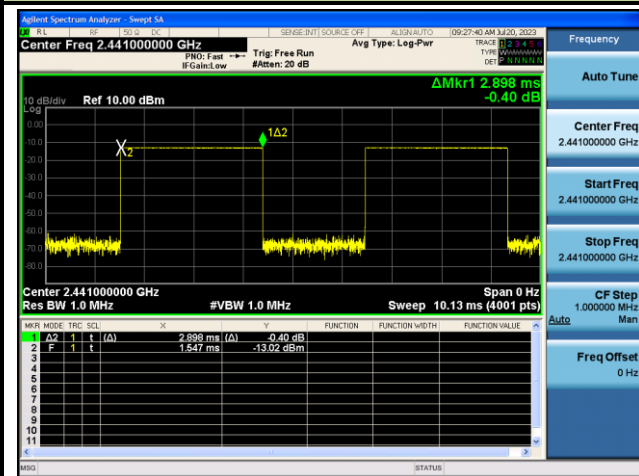 Agilent Spectrum Analyzer - Swept SA
RL RF 50 Ω DC SENSE:INT SOURCE OFF ALIGNAUTO 09:27:40 AM Jul 20, 2023
Center Freq 2.441000000 GHz Avg Type: Log-Pwr TRACE 1 2 3 4 5 6
PNO: Fast Trig: Free Run TYPE WWWWWW
IFGain:Low #Atten: 20 dB DET P N N N N N
ΔMkr1 2.898 ms
10 dB/div Ref 10.00 dBm -0.40 dB
Log
0.00
-10.0
-20.0
-30.0
-40.0
-50.0
-60.0
-70.0
-80.0
X2
1Δ2
Center 2.441000000 GHz Span 0 Hz
Res BW 1.0 MHz #VBW 1.0 MHz Sweep 10.13 ms (4001 pts)
MKR MODE TRC SCL X Y FUNCTION FUNCTION WIDTH FUNCTION VALUE
1 Δ2 1 t (Δ) 2.898 ms (Δ) -0.40 dB
2 F 1 t 1.547 ms -13.02 dBm
3
4
5
6
7
8
9
10
11
MSG STATUS
Frequency
Auto Tune
Center Freq
2.441000000 GHz
Start Freq
2.441000000 GHz
Stop Freq
2.441000000 GHz
CF Step
1.000000 MHz
Auto Man
Freq Offset
0 Hz